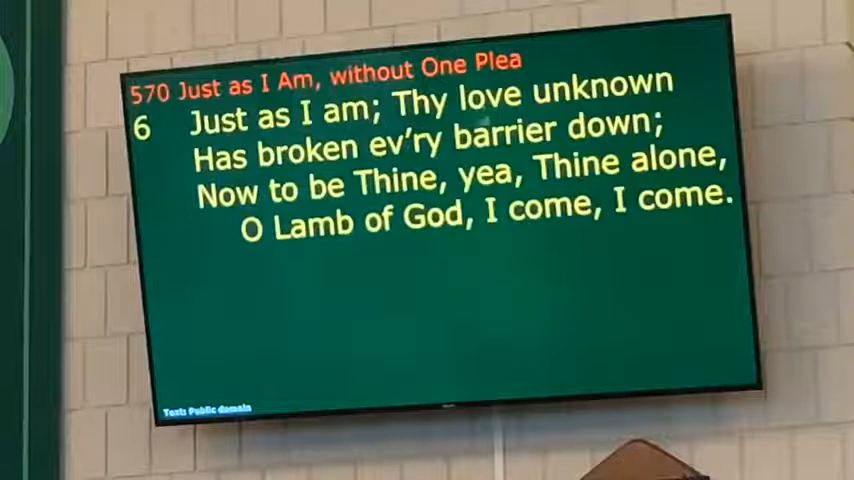 570 Just as I Am, without One Plea
6 Just as I am; Thy love unknown
Has broken ev'ry barrier down;
Now to be Thine, yea, Thine alone,
O Lamb of God, I come, I come.
Text: Public domain